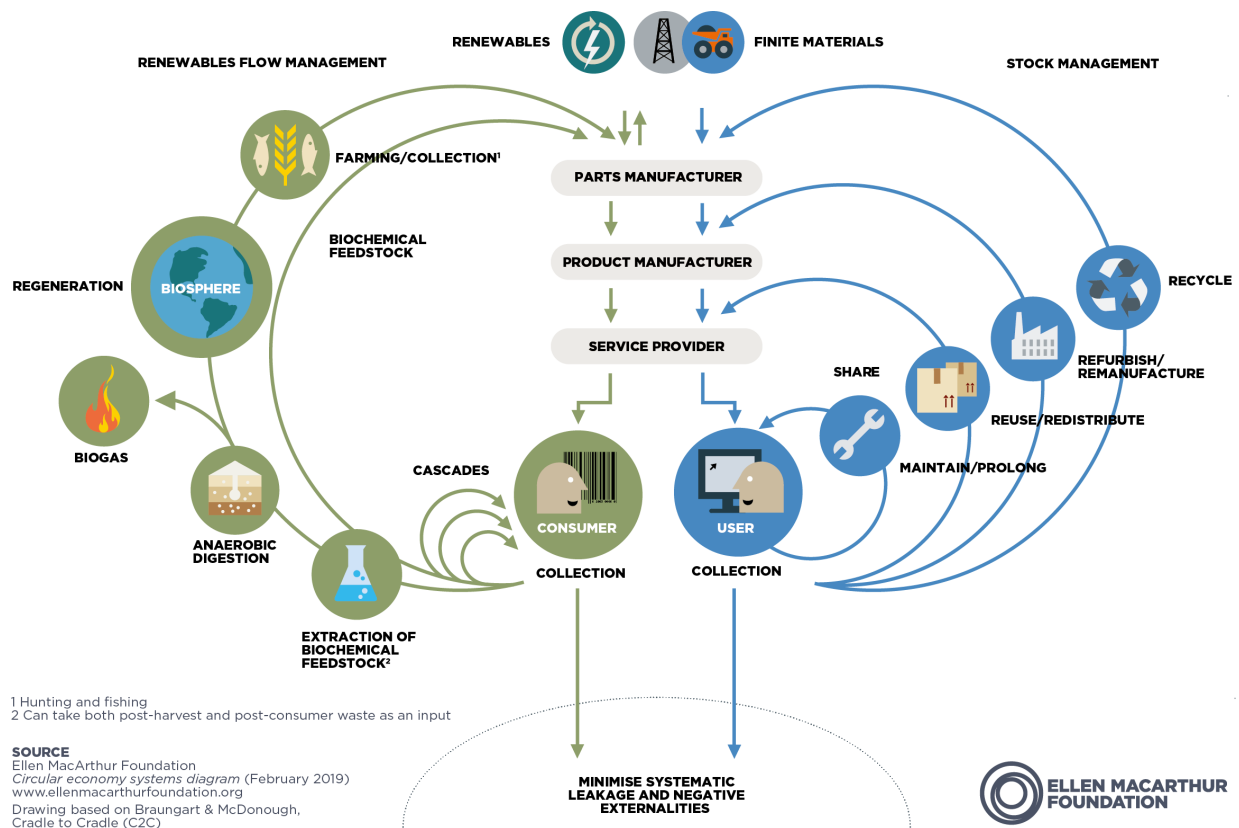 RENEWABLES
FINITE MATERIALS
RENEWABLES FLOW MANAGEMENT
STOCK MANAGEMENT
FARMING/COLLECTION¹
PARTS MANUFACTURER
BIOCHEMICAL
FEEDSTOCK
PRODUCT MANUFACTURER
REGENERATION
BIOSPHERE
RECYCLE
SERVICE PROVIDER
SHARE
REFURBISH/
REMANUFACTURE
REUSE/REDISTRIBUTE
BIOGAS
CASCADES
MAINTAIN/PROLONG
CONSUMER
USER
ANAEROBIC
DIGESTION
COLLECTION
COLLECTION
EXTRACTION OF
BIOCHEMICAL
FEEDSTOCK²
1 Hunting and fishing
2 Can take both post-harvest and post-consumer waste as an input
SOURCE
Ellen MacArthur Foundation
Circular economy systems diagram (February 2019)
www.ellenmacarthurfoundation.org
Drawing based on Braungart & McDonough,
Cradle to Cradle (C2C)
MINIMISE SYSTEMATIC
LEAKAGE AND NEGATIVE
EXTERNALITIES
ELLEN MACARTHUR
FOUNDATION